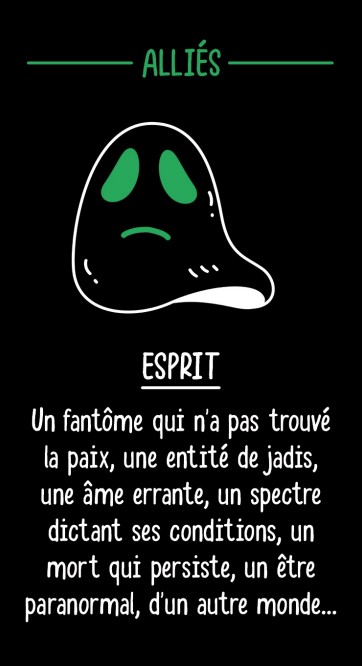 ALLIÉS
ESPRIT
Un fantôme qui n'a pas trouvé
la paix, une entité de jadis,
une âme errante, un spectre
dictant ses conditions, un
mort qui persiste, un être
paranormal, d'un autre monde...